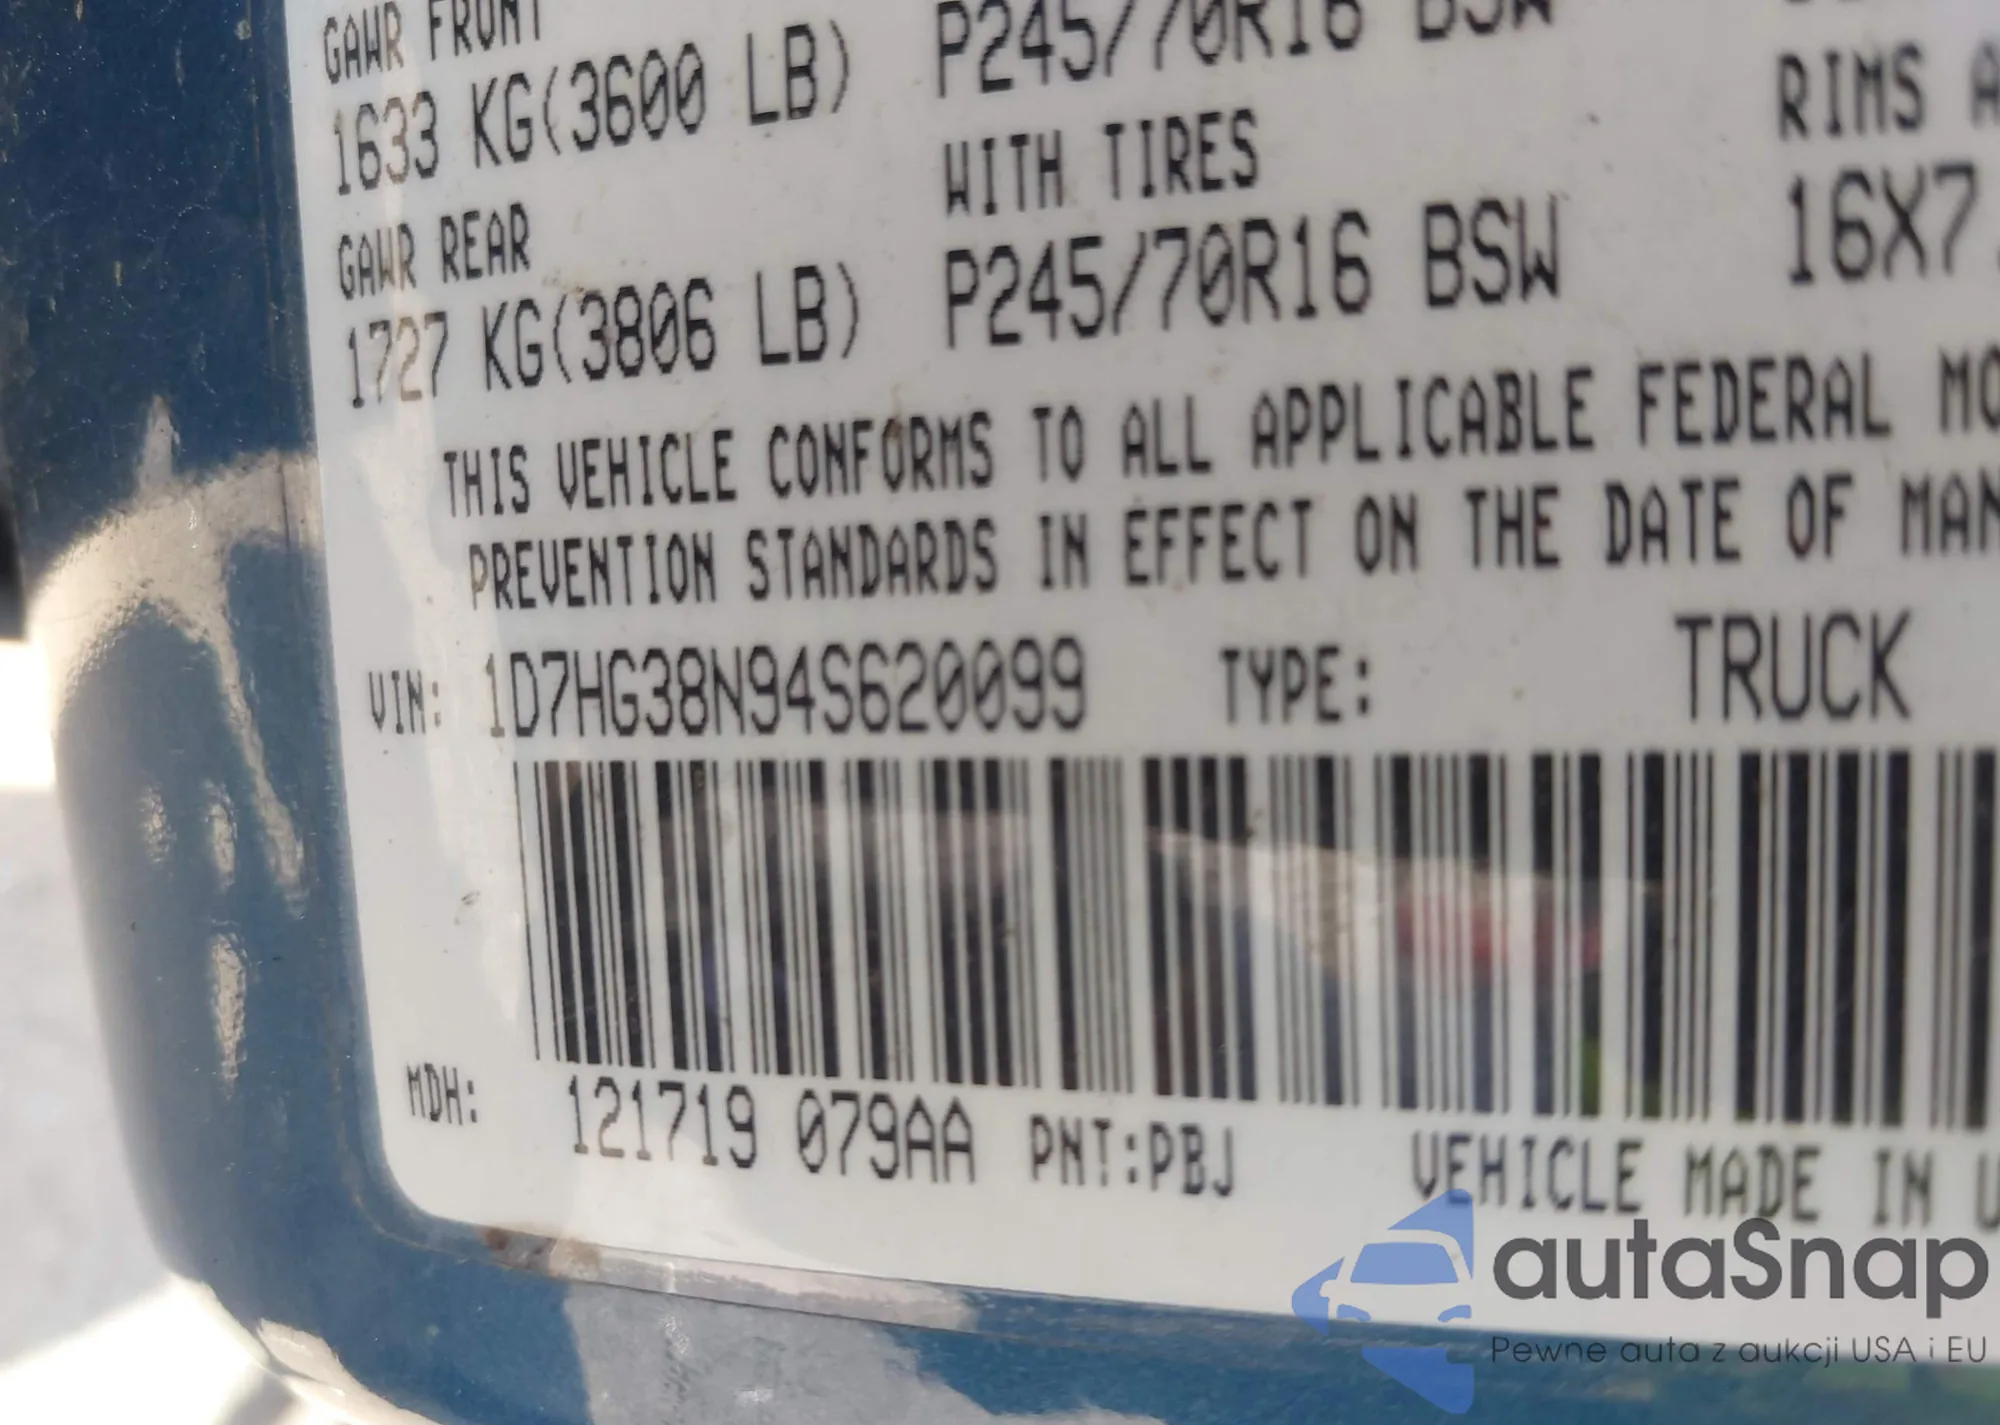 GAWR FRONT
1633 KG(3600 LB) P245/70R16 BSW
WITH TIRES RIMS
GAWR REAR
1727 KG(3806 LB) P245/70R16 BSW 16X7
THIS VEHICLE CONFORMS TO ALL APPLICABLE FEDERAL MO
PREVENTION STANDARDS IN EFFECT ON THE DATE OF MAN
VIN: 1D7HG38N94S620099 TYPE: TRUCK
MDH: 121719 079AA PNT:PBJ VEHICLE MADE IN U
autaSnap
Pewne auta z aukcji USA i EU